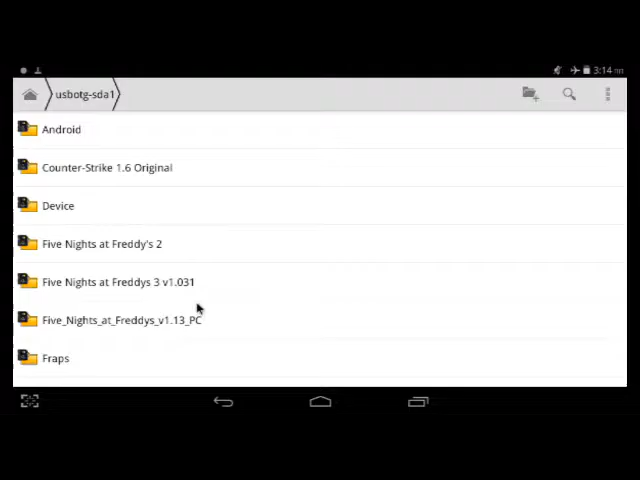 3:14 пп
usbotg-sda1
Android
Counter-Strike 1.6 Original
Device
Five Nights at Freddy's 2
Five Nights at Freddys 3 v1.031
Five_Nights_at_Freddys_v1.13_PC
Fraps